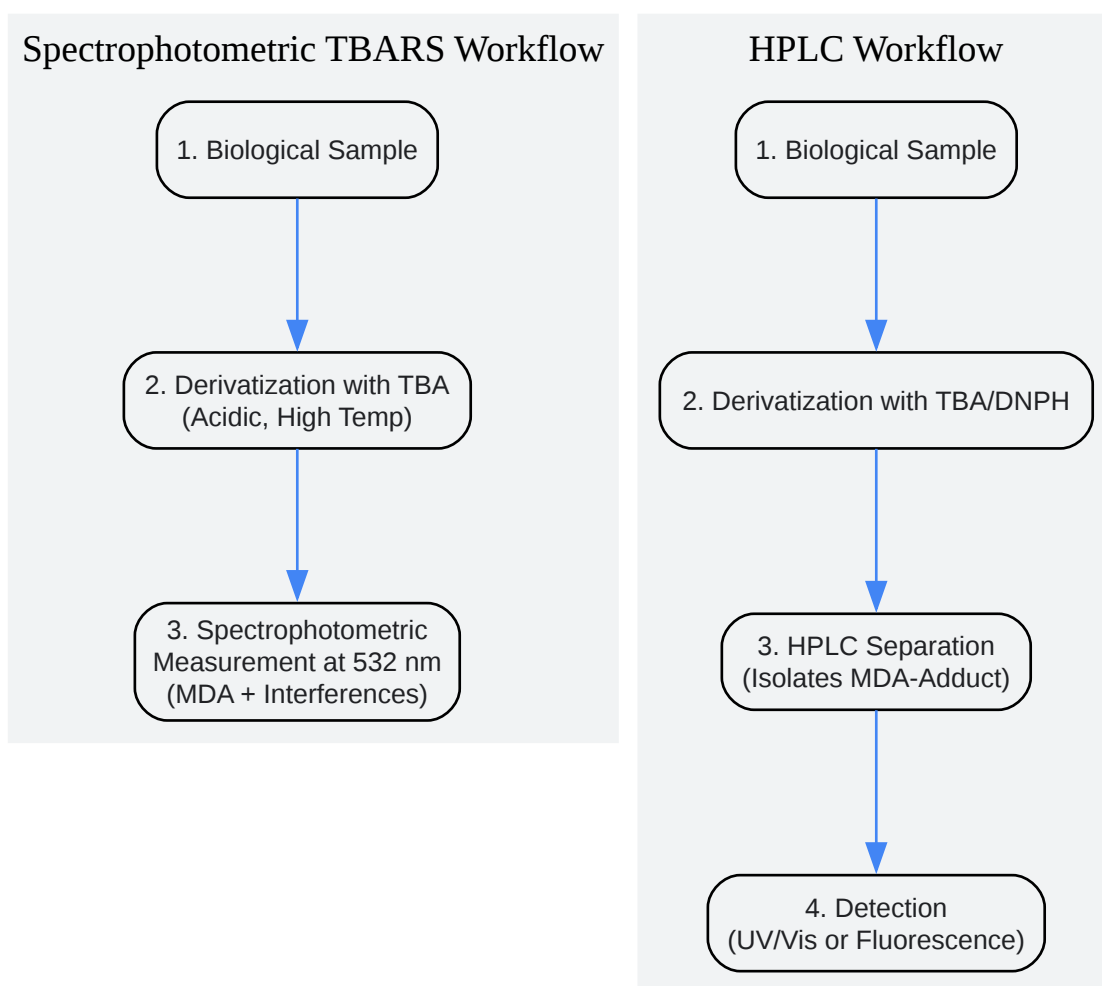 Spectrophotometric TBARS Workflow
1. Biological Sample
2. Derivatization with TBA
(Acidic, High Temp)
3. Spectrophotometric
Measurement at 532 nm
(MDA + Interferences)
HPLC Workflow
1. Biological Sample
2. Derivatization with TBA/DNPH
3. HPLC Separation
(Isolates MDA-Adduct)
4. Detection
(UV/Vis or Fluorescence)